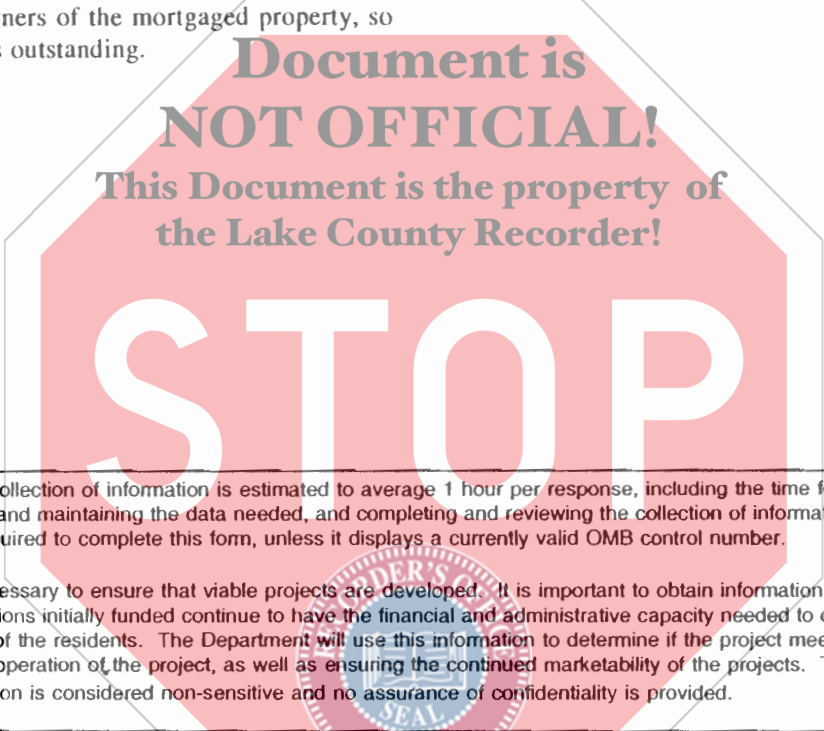 ners of the mortgaged property, so
s outstanding.
Document is
NOT OFFICIAL!
This Document is the property of
the Lake County Recorder!
STOP
ollection of information is estimated to average 1 hour per response, including the time f
and maintaining the data needed, and completing and reviewing the collection of informa
uired to complete this form, unless it displays a currently valid OMB control number.
essary to ensure that viable projects are developed. It is important to obtain information
ions initially funded continue to have the financial and administrative capacity needed to
of the residents. The Department will use this information to determine if the project mee
operation of the project, as well as ensuring the continued marketability of the projects.
on is considered non-sensitive and no assurance of confidentiality is provided.
RECORDER'S OFFICE
SEAL